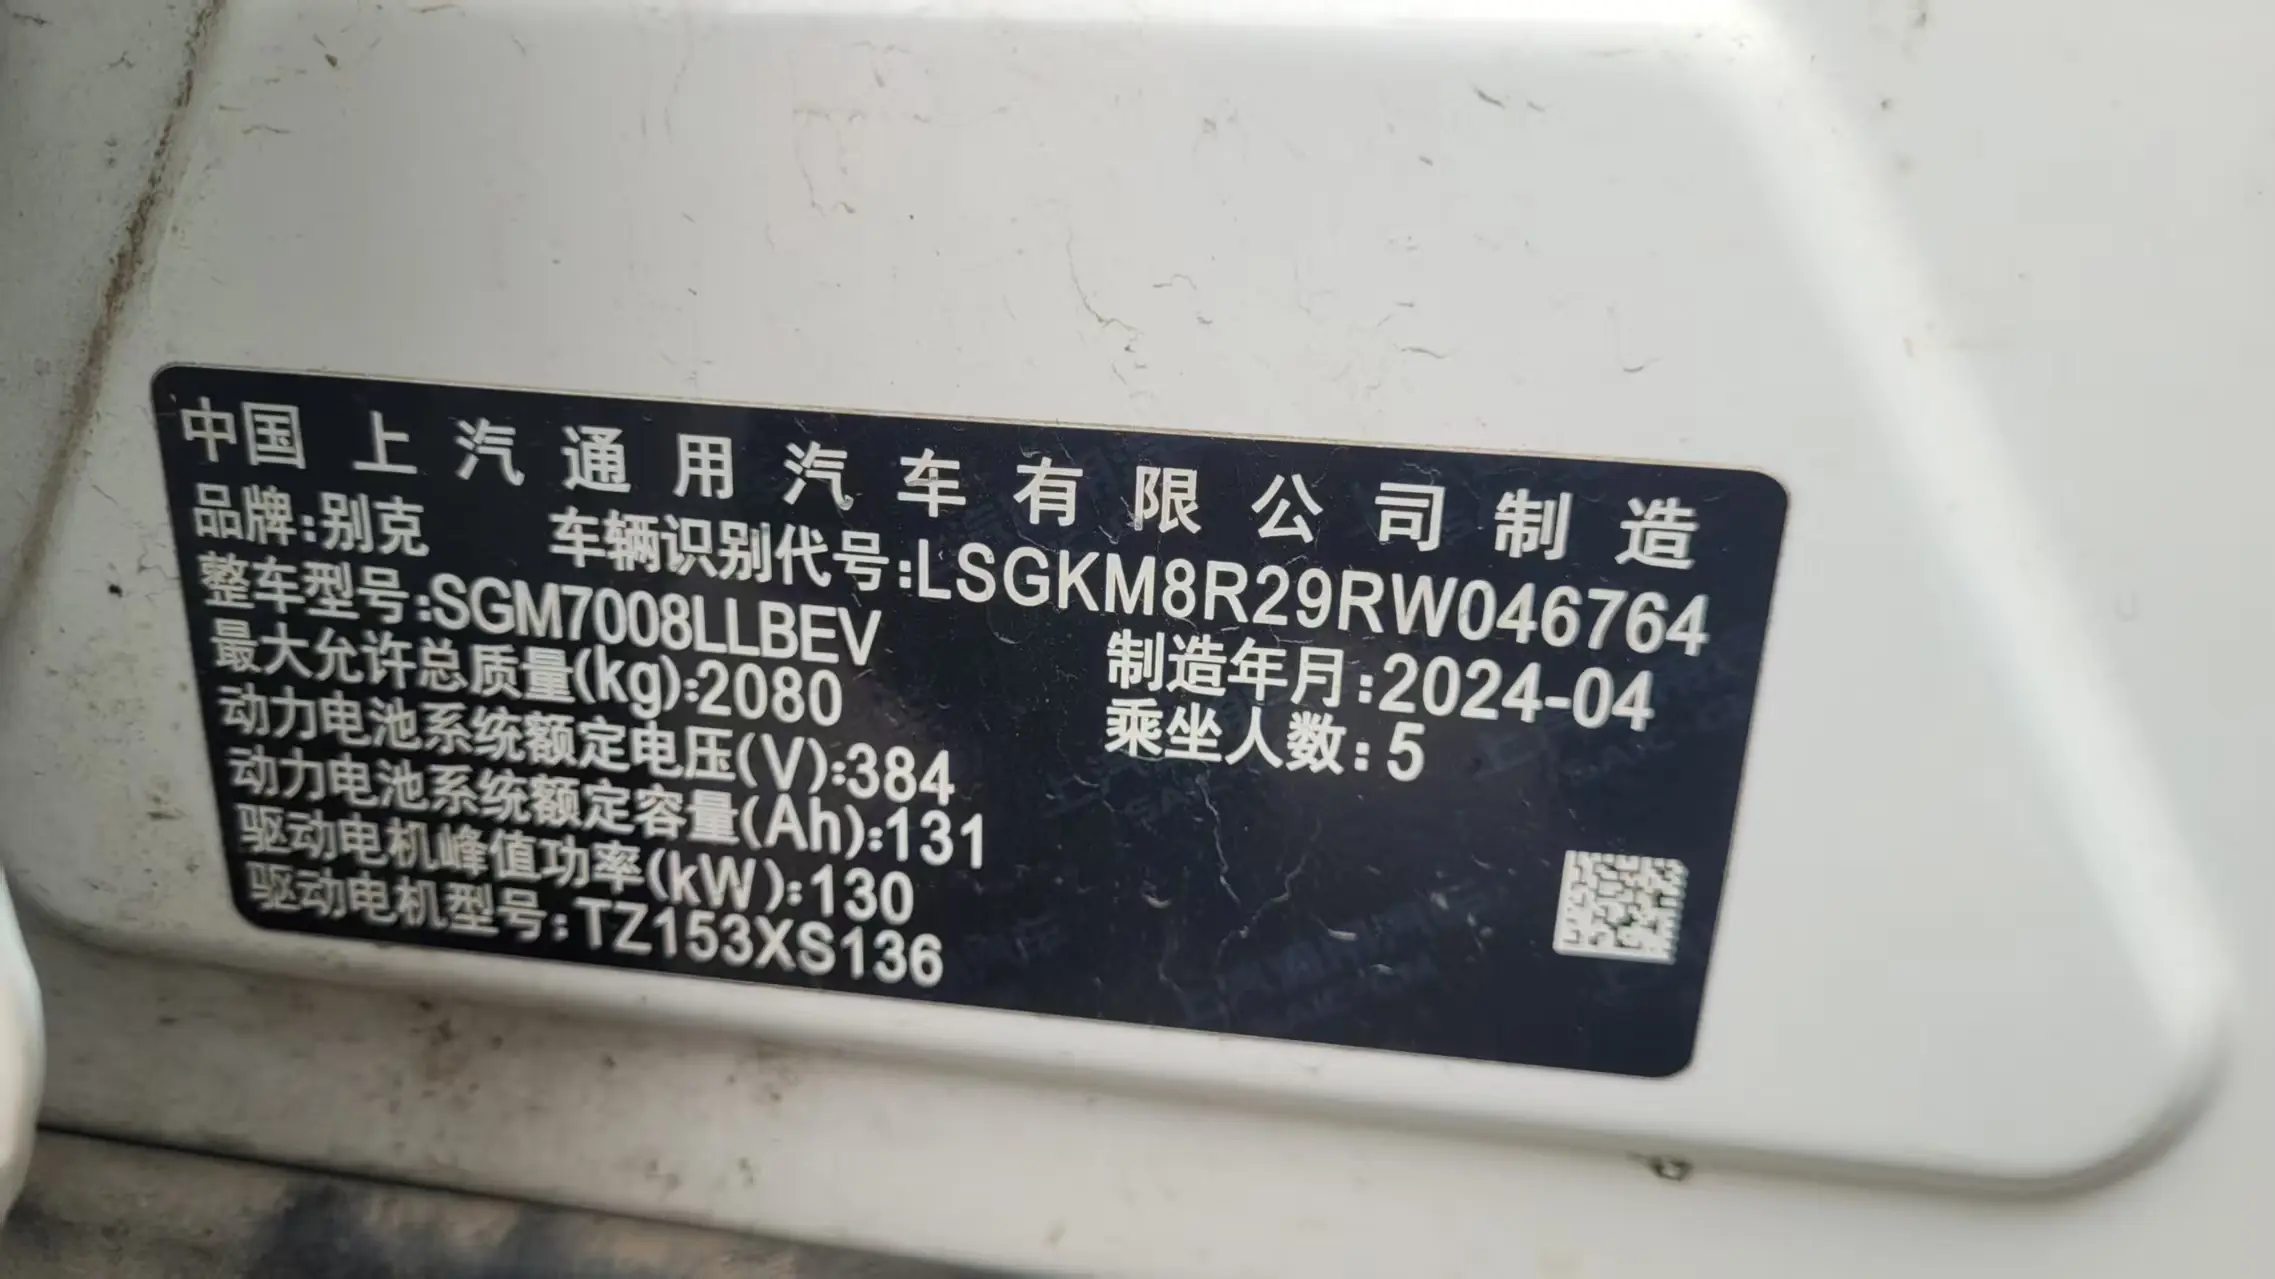 中国上汽通用汽车有限公司制造
品牌:别克 车辆识别代号:LSGKM8R29RW046764
整车型号:SGM7008LLBEV 制造年月:2024-04
最大允许总质量(kg):2080 乘坐人数:5
动力电池系统额定电压(V):384
动力电池系统额定容量(Ah):131
驱动电机峰值功率(kW):130
驱动电机型号:TZ153XS136